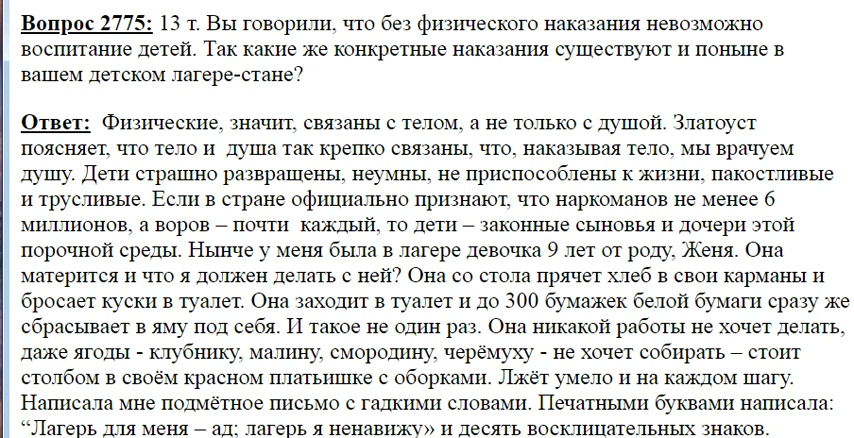 Вопрос 2775: 13 т. Вы говорили, что без физического наказания невозможно
воспитание детей. Так какие же конкретные наказания существуют и поныне в
вашем детском лагере-стане?
Ответ: Физические, значит, связаны с телом, а не только с душой. Златоуст
поясняет, что тело и душа так крепко связаны, что, наказывая тело, мы врачуем
душу. Дети страшно развращены, неумны, не приспособлены к жизни, пакостливые
и трусливые. Если в стране официально признают, что наркоманов не менее 6
миллионов, а воров – почти каждый, то дети – законные сыновья и дочери этой
порочной среды. Нынче у меня была в лагере девочка 9 лет от роду, Женя. Она
матерится и что я должен делать с ней? Она со стола прячет хлеб в свои карманы и
бросает куски в туалет. Она заходит в туалет и до 300 бумажек белой бумаги сразу же
сбрасывает в яму под себя. И такое не один раз. Она никакой работы не хочет делать,
даже ягоды - клубнику, малину, смородину, черёмуху - не хочет собирать – стоит
столбом в своём красном платьишке с оборками. Лжёт умело и на каждом шагу.
Написала мне подмётное письмо с гадкими словами. Печатными буквами написала:
“Лагерь для меня – ад; лагерь я ненавижу» и десять восклицательных знаков.